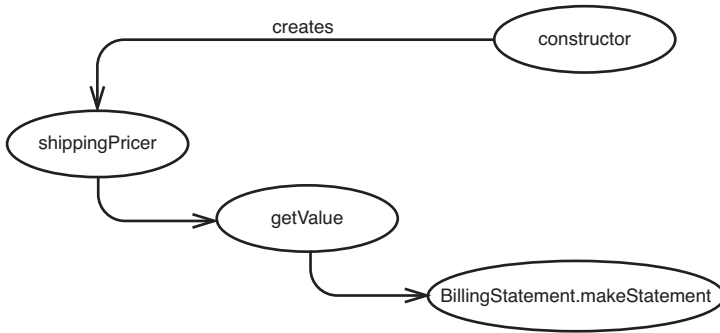 creates
constructor
shippingPricer
getValue
BillingStatement.makeStatement